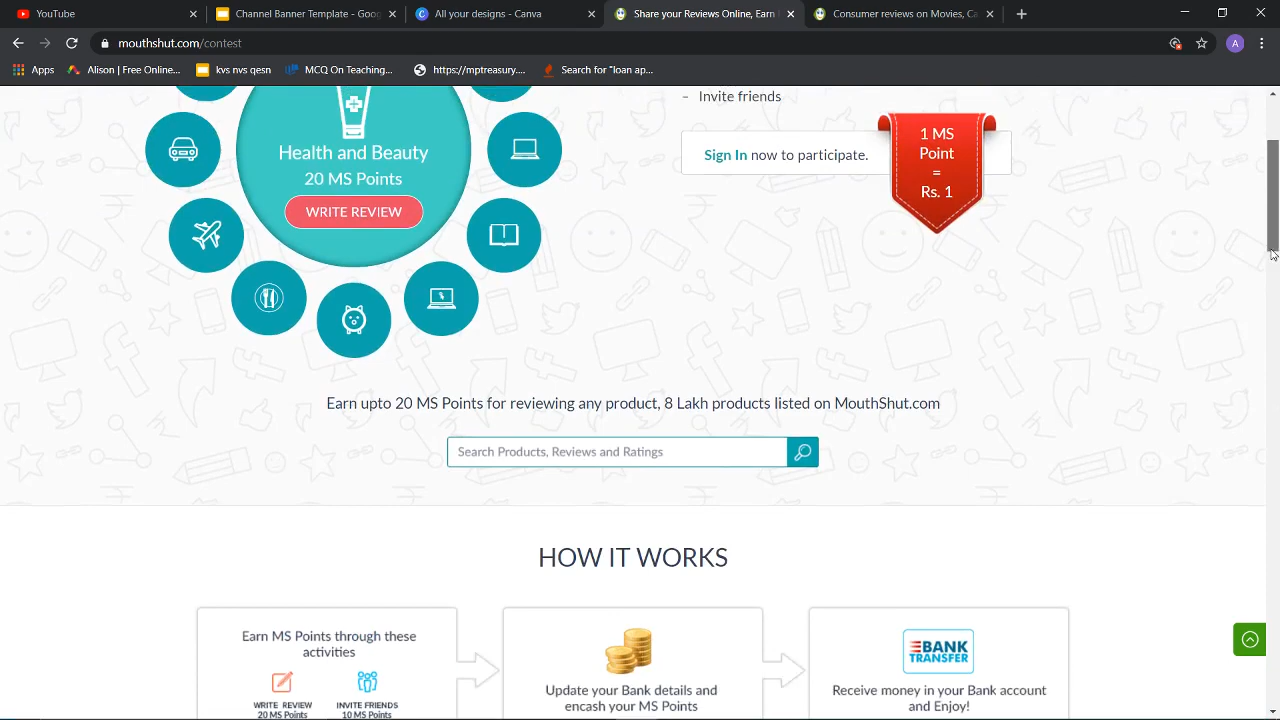 YouTube
Channel Banner Template - Goog
All your designs - Canva
Share your Review Online, Earn
Consumer reviews on Movies, Ca
mouthshut.com/contest
A
Apps
Alison | Free Online...
kvs nvs qesn
MCQ On Teaching...
https://mptreasury....
Search for "loan ap...
– Invite friends
Health and Beauty
20 MS Points
WRITE REVIEW
Sign In now to participate.
1 MS
Point
=
Rs. 1
Earn upto 20 MS Points for reviewing any product, 8 Lakh products listed on MouthShut.com
Search Products, Reviews and Ratings
HOW IT WORKS
Earn MS Points through these
activities
WRITE REVIEW
20 MS Points
INVITE FRIENDS
10 MS Points
Update your Bank details and
encash your MS Points
BANK
TRANSFER
Receive money in your Bank account
and Enjoy!